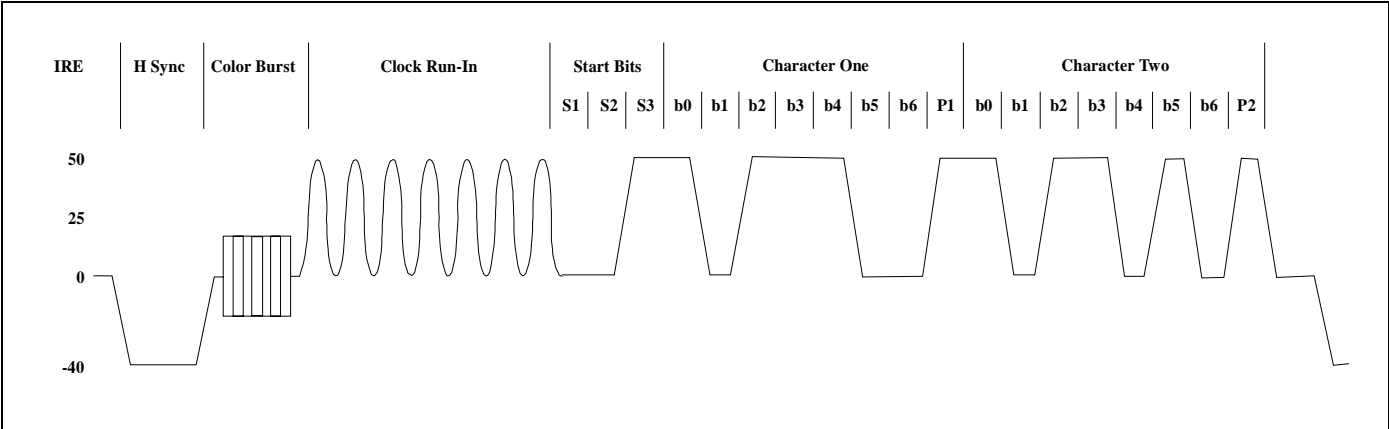 IRE H Sync Color Burst Clock Run-In Start Bits Character One Character Two
S1 S2 S3 b0 b1 b2 b3 b4 b5 b6 P1 b0 b1 b2 b3 b4 b5 b6 P2
50
25
0
-40